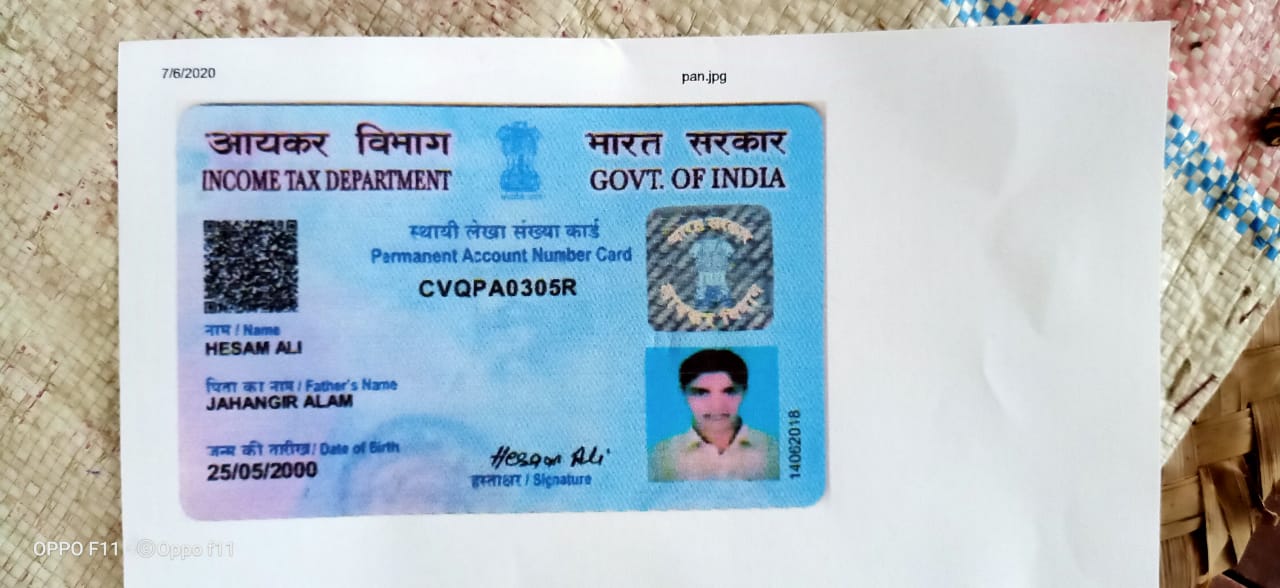 7/6/2020
pan.jpg
आयकर विभाग
INCOME TAX DEPARTMENT
भारत सरकार
GOVT. OF INDIA
स्थायी लेखा संख्या कार्ड
Permanent Account Number Card
CVQPA0305R
नाम / Name
HESAM ALI
पिता का नाम / Father's Name
JAHANGIR ALAM
जन्म की तारीख / Date of Birth
25/05/2000
Hesam Ali
हस्ताक्षर / Signature
14062018
OPPO F11 · ©Oppo f11